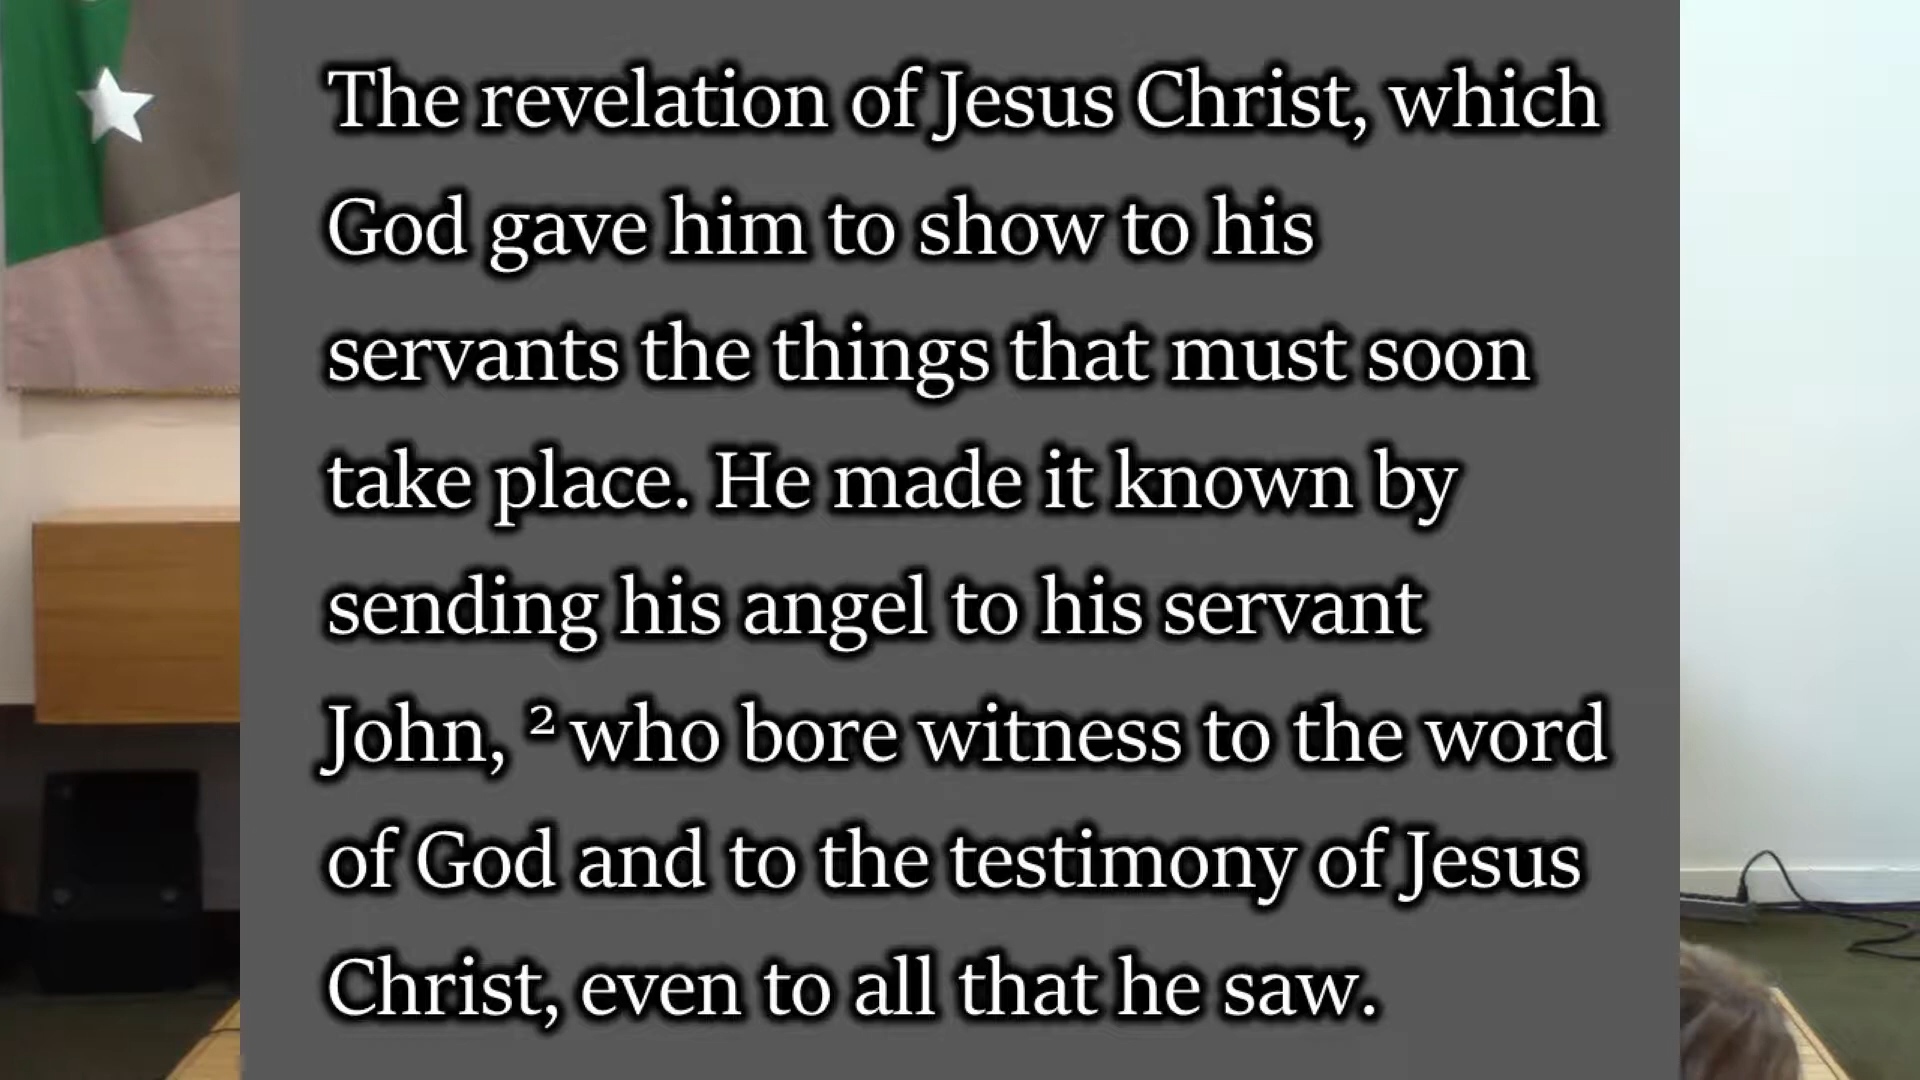 The revelation of Jesus Christ, which
God gave him to show to his
servants the things that must soon
take place. He made it known by
sending his angel to his servant
John, ² who bore witness to the word
of God and to the testimony of Jesus
Christ, even to all that he saw.